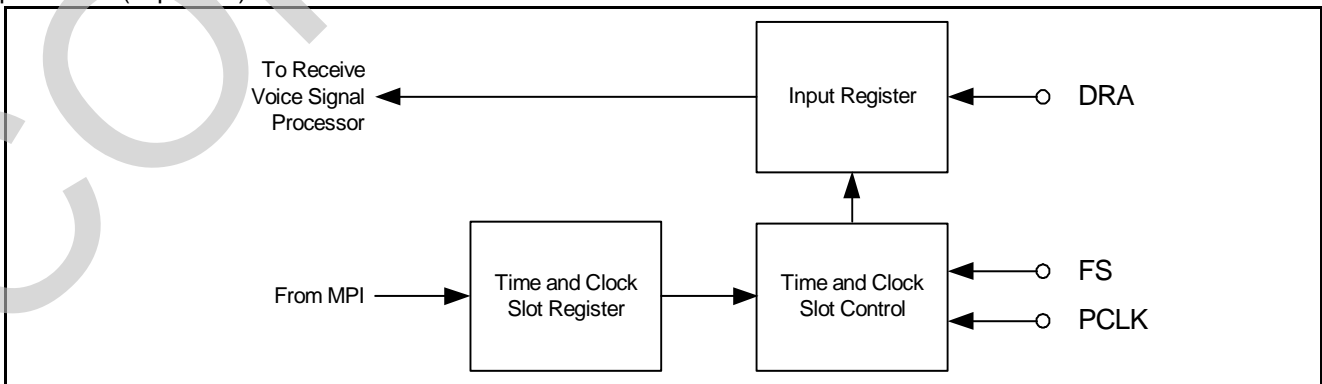 To Receive
Voice Signal
Processor
Input Register
DRA
From MPI
Time and Clock
Slot Register
Time and Clock
Slot Control
FS
PCLK